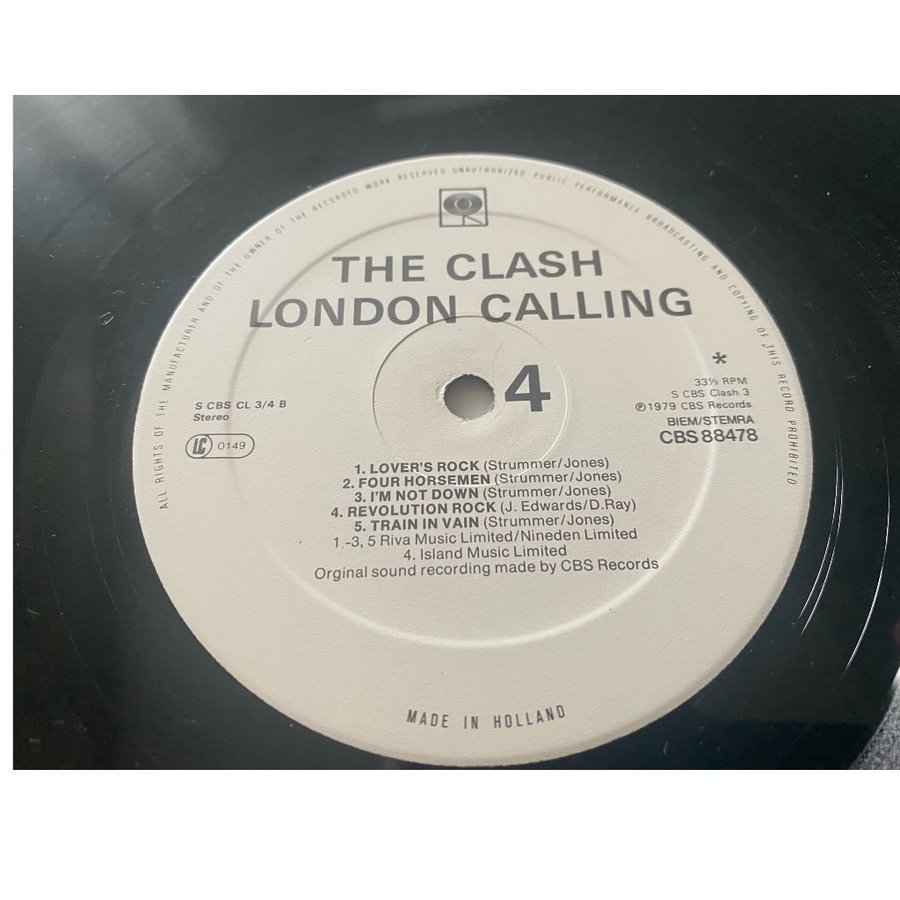 ALL RIGHTS OF THE MANUFACTURER AND OF THE OWNER OF THE RECORDED WORK RESERVED UNAUTHORIZED PUBLIC PERFORMANCE BROADCASTING AND COPYING OF THIS RECORD PROHIBITED
THE CLASH
LONDON CALLING
4
*
S CBS CL 3/4 B
Stereo
LC 0149
33⅓ RPM
S CBS Clash 3
℗ 1979 CBS Records
BIEM/STEMRA
CBS 88478
1. LOVER'S ROCK (Strummer/Jones)
2. FOUR HORSEMEN (Strummer/Jones)
3. I'M NOT DOWN (Strummer/Jones)
4. REVOLUTION ROCK (J. Edwards/D.Ray)
5. TRAIN IN VAIN (Strummer/Jones)
1.-3, 5 Riva Music Limited/Nineden Limited
4. Island Music Limited
Orginal sound recording made by CBS Records
MADE IN HOLLAND